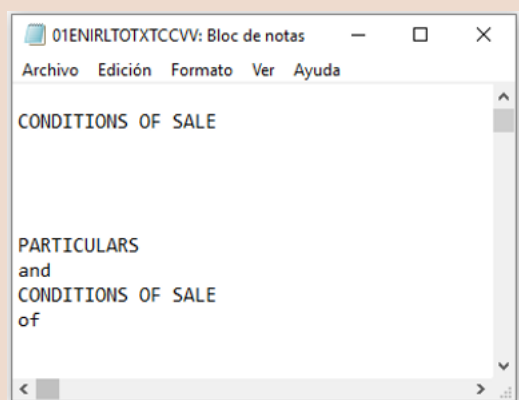 01ENIRLTOTXTCCVV: Bloc de notas
Archivo Edición Formato Ver Ayuda
CONDITIONS OF SALE
PARTICULARS
and
CONDITIONS OF SALE
of